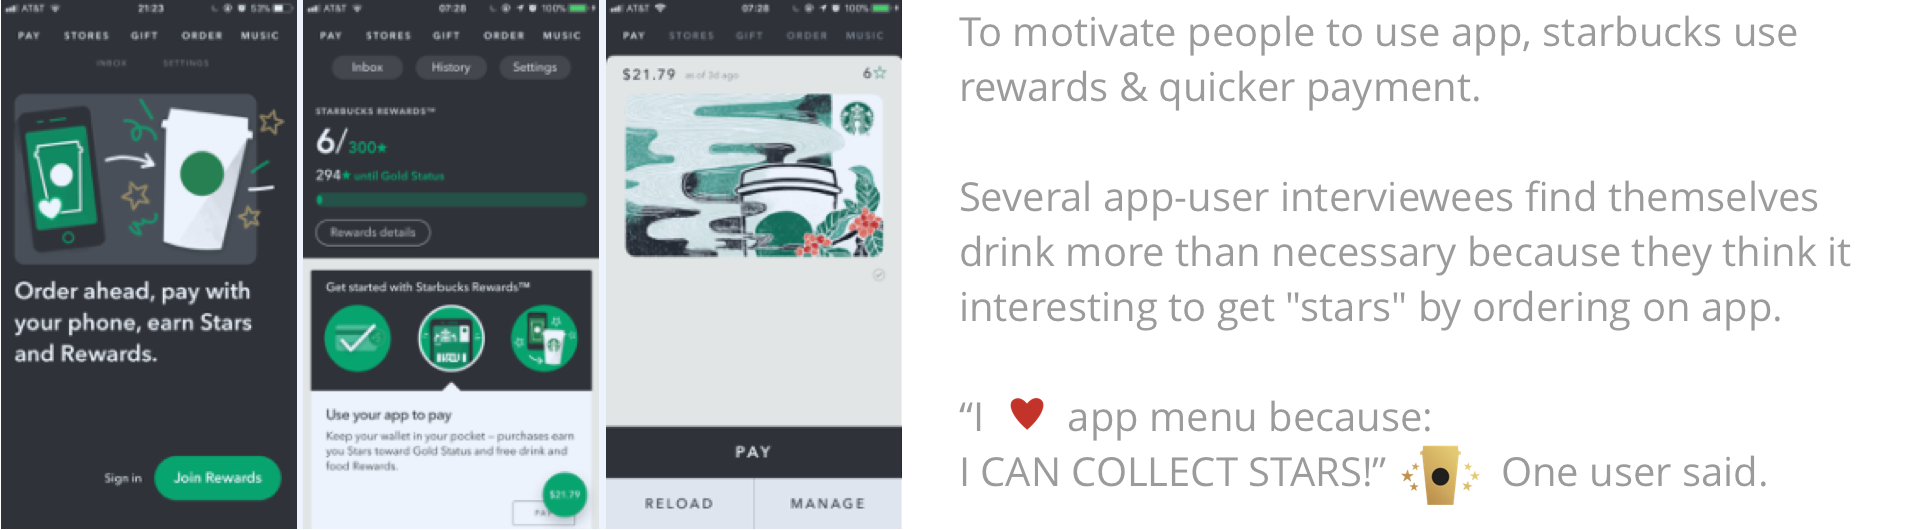 AT&T 21:23 53%
PAY STORES GIFT ORDER MUSIC
INBOX SETTINGS
Order ahead, pay with
your phone, earn Stars
and Rewards.
Sign in Join Rewards
AT&T 07:28 100%
PAY STORES GIFT ORDER MUSIC
Inbox History Settings
STARBUCKS REWARDS™
6/300★
294★ until Gold Status
Rewards details
Get started with Starbucks Rewards™
Use your app to pay
Keep your wallet in your pocket – purchases earn
you Stars toward Gold Status and free drink and
food Rewards.
$21.79
AT&T 07:28 100%
PAY STORES GIFT ORDER MUSIC
$21.79 as of 3d ago 6☆
PAY
RELOAD MANAGE
To motivate people to use app, starbucks use
rewards & quicker payment.
Several app-user interviewees find themselves
drink more than necessary because they think it
interesting to get "stars" by ordering on app.
“I ❤ app menu because:
I CAN COLLECT STARS!” One user said.